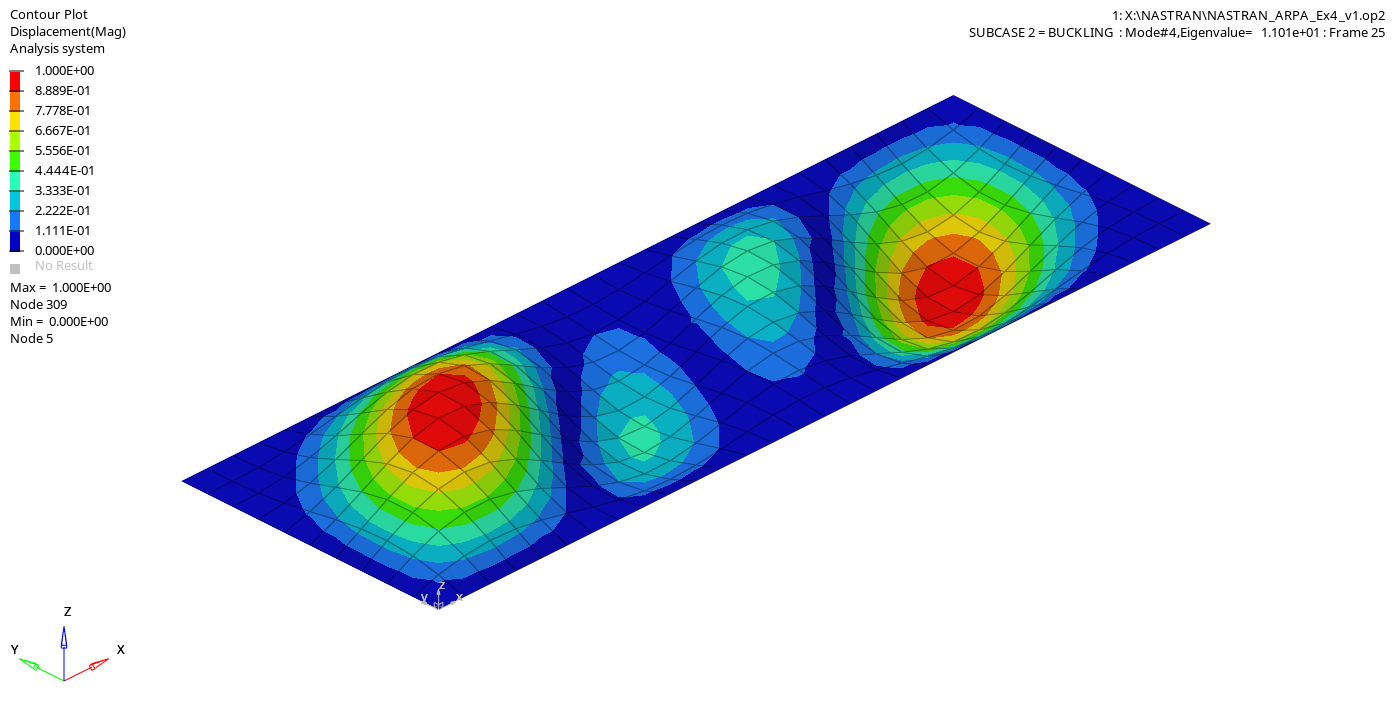 Contour Plot
Displacement(Mag)
Analysis system
1.000E+00
8.889E-01
7.778E-01
6.667E-01
5.556E-01
4.444E-01
3.333E-01
2.222E-01
1.111E-01
0.000E+00
No Result
Max = 1.000E+00
Node 309
Min = 0.000E+00
Node 5
1: X:\NASTRAN\NASTRAN_ARPA_Ex4_v1.op2
SUBCASE 2 = BUCKLING : Mode#4,Eigenvalue= 1.101e+01 : Frame 25
Z
Y X
Z
Y X